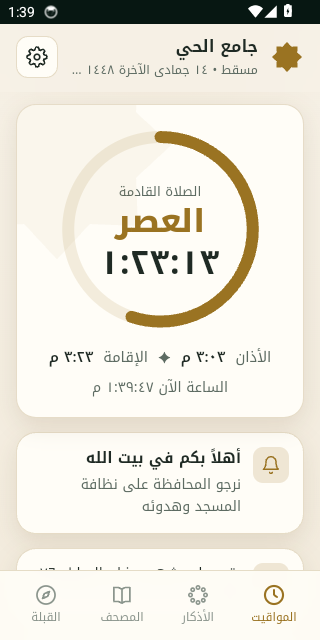 1:39
جامع الحي
مسقط • ١٤ جمادى الآخرة ١٤٤٨ ...
الصلاة القادمة
العصر
١:٢٣:١٣
الأذان ٣:٠٣ م ✦ الإقامة ٣:٢٣ م
الساعة الآن ١:٣٩:٤٧ م
أهلاً بكم في بيت الله
نرجو المحافظة على نظافة
المسجد وهدوئه
المواقيت
الأذكار
المصحف
القبلة